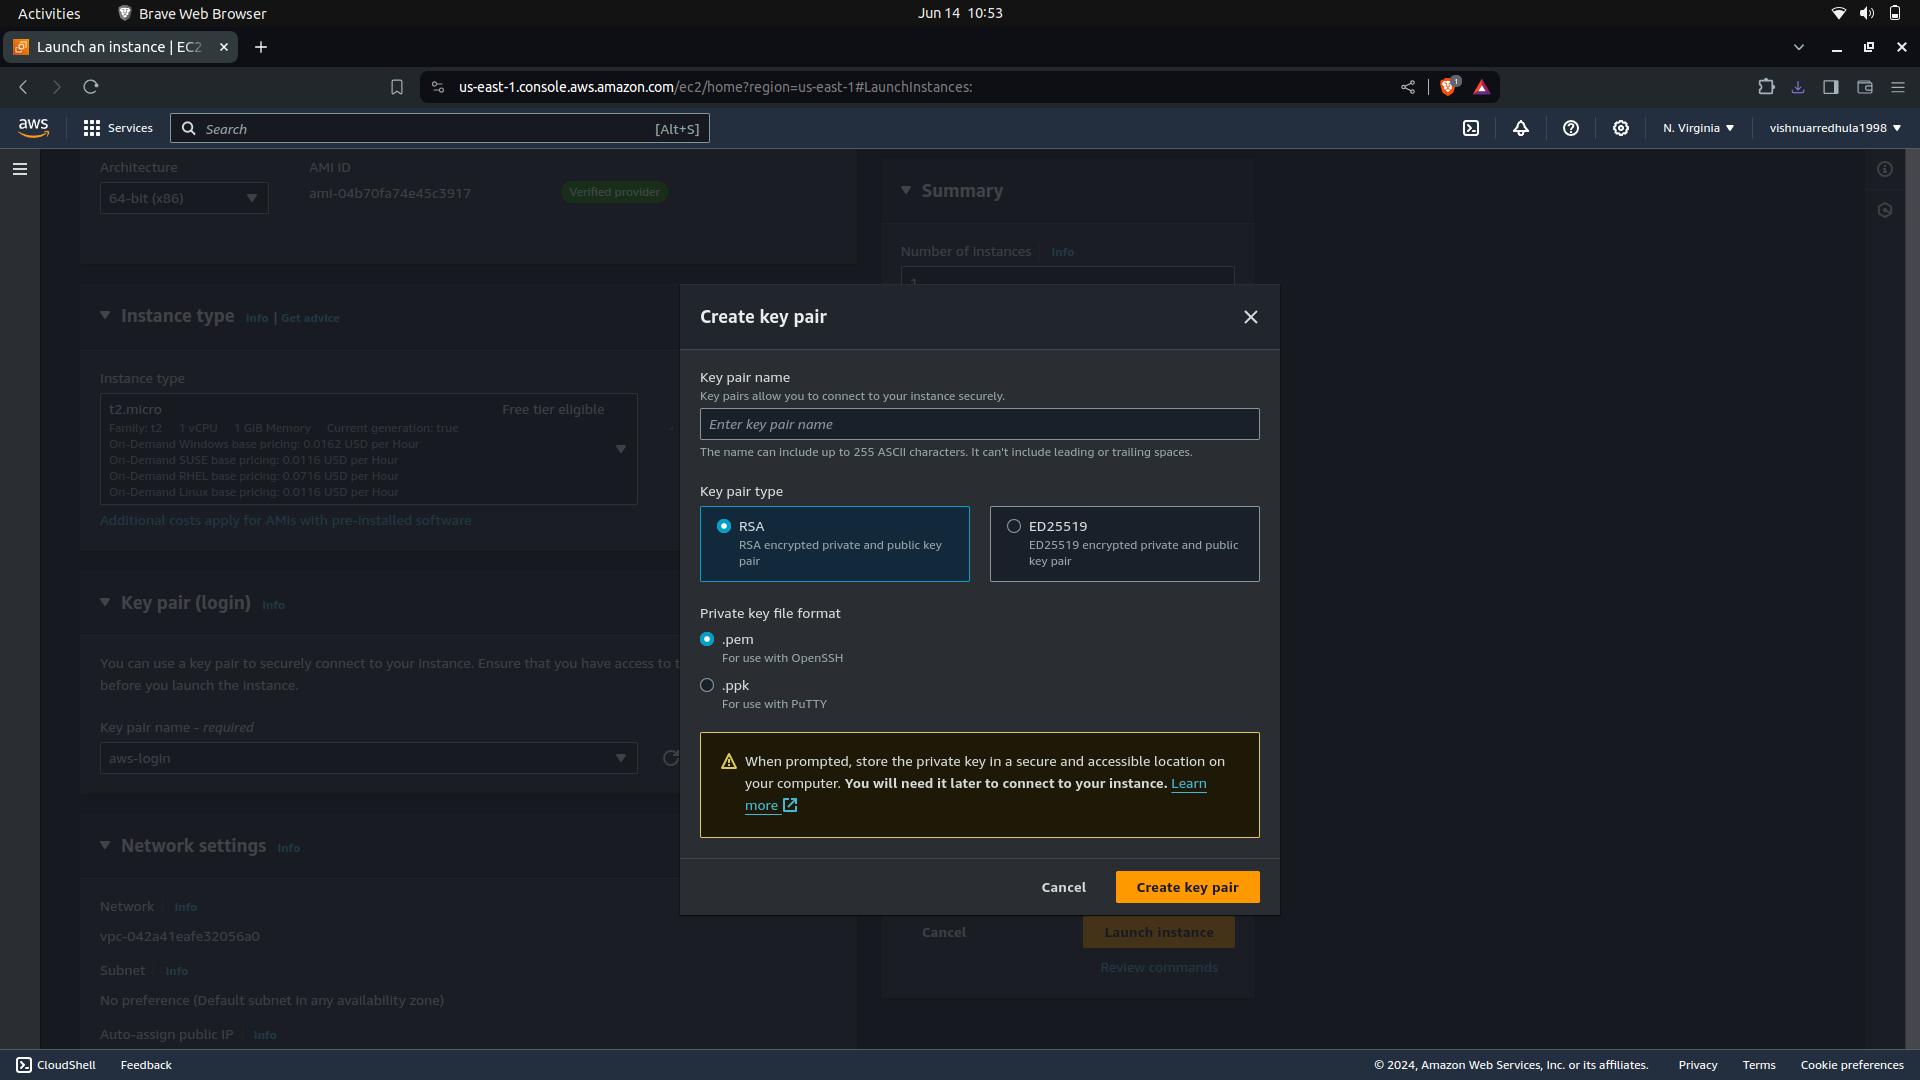 Activities
Brave Web Browser
Jun 14 10:53
Launch an instance | EC2
us-east-1.console.aws.amazon.com/ec2/home?region=us-east-1#LaunchInstances:
1
aws
Services
Search
[Alt+S]
N. Virginia
vishnuarredhula1998
Architecture
AMI ID
64-bit (x86)
ami-04b70fa74e45c3917
Verified provider
Summary
Number of instances
Info
1
Instance type
Info | Get advice
Instance type
t2.micro
Free tier eligible
Family: t2 1 vCPU 1 GiB Memory Current generation: true
On-Demand Windows base pricing: 0.0162 USD per Hour
On-Demand SUSE base pricing: 0.0116 USD per Hour
On-Demand RHEL base pricing: 0.0716 USD per Hour
On-Demand Linux base pricing: 0.0116 USD per Hour
Additional costs apply for AMIs with pre-installed software
Key pair (login)
Info
You can use a key pair to securely connect to your instance. Ensure that you have access to t
before you launch the instance.
Key pair name - required
aws-login
Network settings
Info
Network
Info
vpc-042a41eafe32056a0
Subnet
Info
No preference (Default subnet in any availability zone)
Auto-assign public IP
Info
Create key pair
Key pair name
Key pairs allow you to connect to your instance securely.
Enter key pair name
The name can include up to 255 ASCII characters. It can't include leading or trailing spaces.
Key pair type
RSA
RSA encrypted private and public key
pair
ED25519
ED25519 encrypted private and public
key pair
Private key file format
.pem
For use with OpenSSH
.ppk
For use with PuTTY
When prompted, store the private key in a secure and accessible location on
your computer. You will need it later to connect to your instance. Learn
more
Cancel
Create key pair
Cancel
Launch instance
Review commands
CloudShell
Feedback
© 2024, Amazon Web Services, Inc. or its affiliates.
Privacy
Terms
Cookie preferences